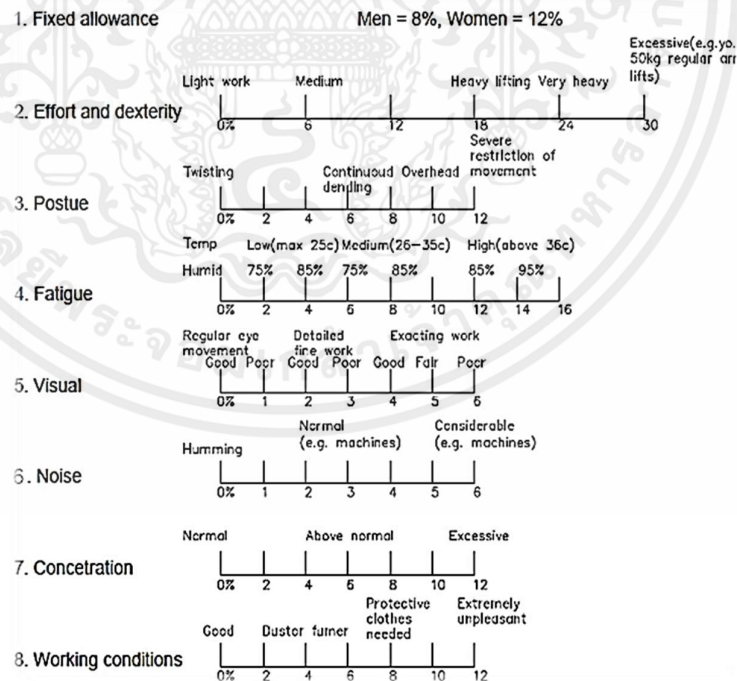 1. Fixed allowance Men = 8%, Women = 12%
Excessive(e.g.yo.
50kg regular arr
lifts)
Light work Medium Heavy lifting Very heavy
2. Effort and dexterity
0% 6 12 18 24 30
Severe
restriction of
movement
Twisting Continuoud Overhead
dending
3. Postue
0% 2 4 6 8 10 12
Temp Low(max 25c) Medium(26-35c) High(above 36c)
Humid 75% 85% 75% 85% 85% 95%
4. Fatigue
0% 2 4 6 8 10 12 14 16
Regular eye movement Detailed fire work Exacting work
Good Poor Good Poor Good Fair Poor
5. Visual
0% 1 2 3 4 5 6
Humming Normal (e.g. machines) Considerable (e.g. machines)
6. Noise
0% 1 2 3 4 5 6
Normal Above normal Excessive
7. Concetration
0% 2 4 6 8 10 12
Good Dustor fumer Protective clothes needed Extremely unpleasant
8. Working conditions
0% 2 4 6 8 10 12